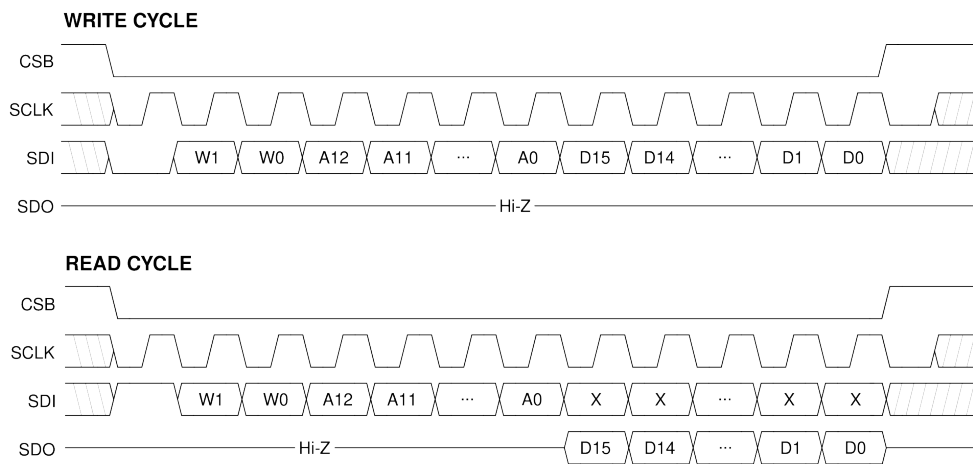 WRITE CYCLE
CSB
SCLK
SDI W1 W0 A12 A11 ... A0 D15 D14 ... D1 D0
SDO Hi-Z
READ CYCLE
CSB
SCLK
SDI W1 W0 A12 A11 ... A0 X X ... X X
SDO Hi-Z D15 D14 ... D1 D0